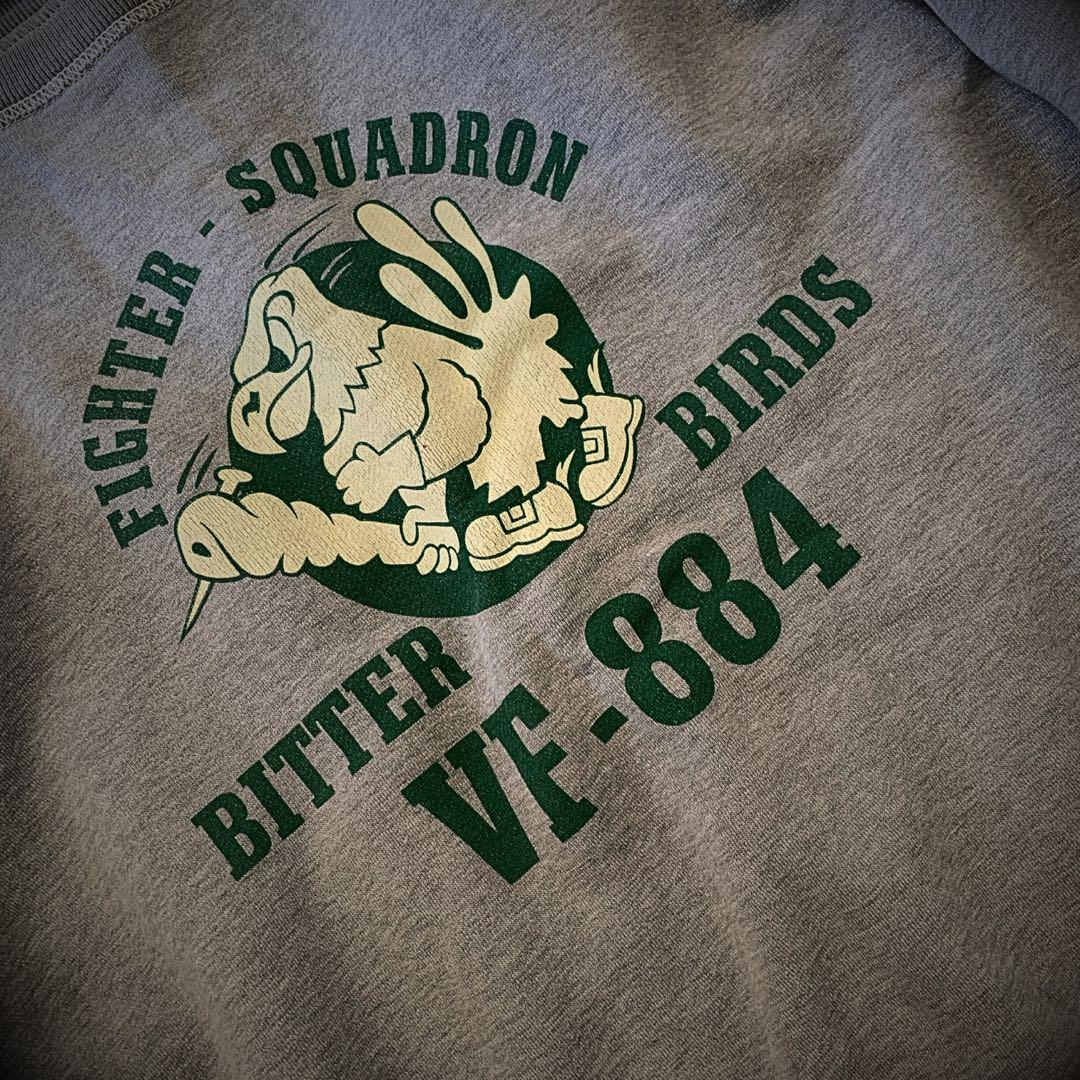 FIGHTER - SQUADRON
BITTER BIRDS
VF-884